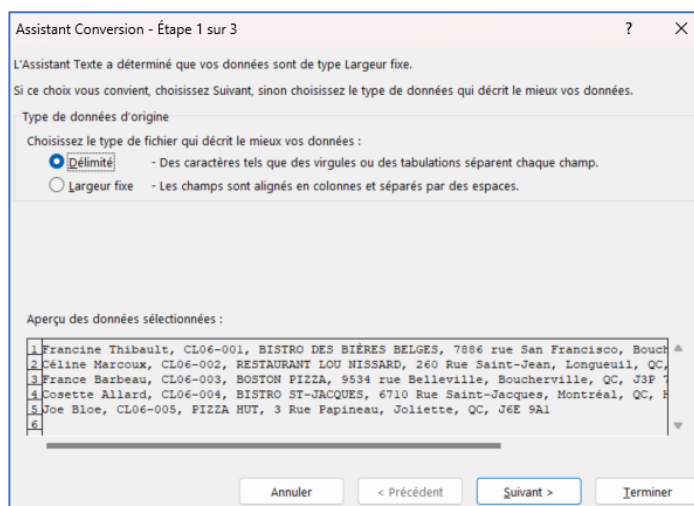 Assistant Conversion - Étape 1 sur 3 ? ✕
L'Assistant Texte a déterminé que vos données sont de type Largeur fixe.
Si ce choix vous convient, choisissez Suivant, sinon choisissez le type de données qui décrit le mieux vos données.
Type de données d'origine
Choisissez le type de fichier qui décrit le mieux vos données :
Délimité - Des caractères tels que des virgules ou des tabulations séparent chaque champ.
Largeur fixe - Les champs sont alignés en colonnes et séparés par des espaces.
Aperçu des données sélectionnées :
1 Francine Thibault, CL06-001, BISTRO DES BIÈRES BELGES, 7886 rue San Francisco, Bouch
2 Céline Marcoux, CL06-002, RESTAURANT LOU NISSARD, 260 Rue Saint-Jean, Longueuil, QC,
3 France Barbeau, CL06-003, BOSTON PIZZA, 9534 rue Belleville, Boucherville, QC, J3P
4 Cosette Allard, CL06-004, BISTRO ST-JACQUES, 6710 Rue Saint-Jacques, Montréal, QC,
5 Joe Bloe, CL06-005, PIZZA HUT, 3 Rue Papineau, Joliette, QC, J6E 9A1
6
Annuler < Précédent Suivant > Terminer